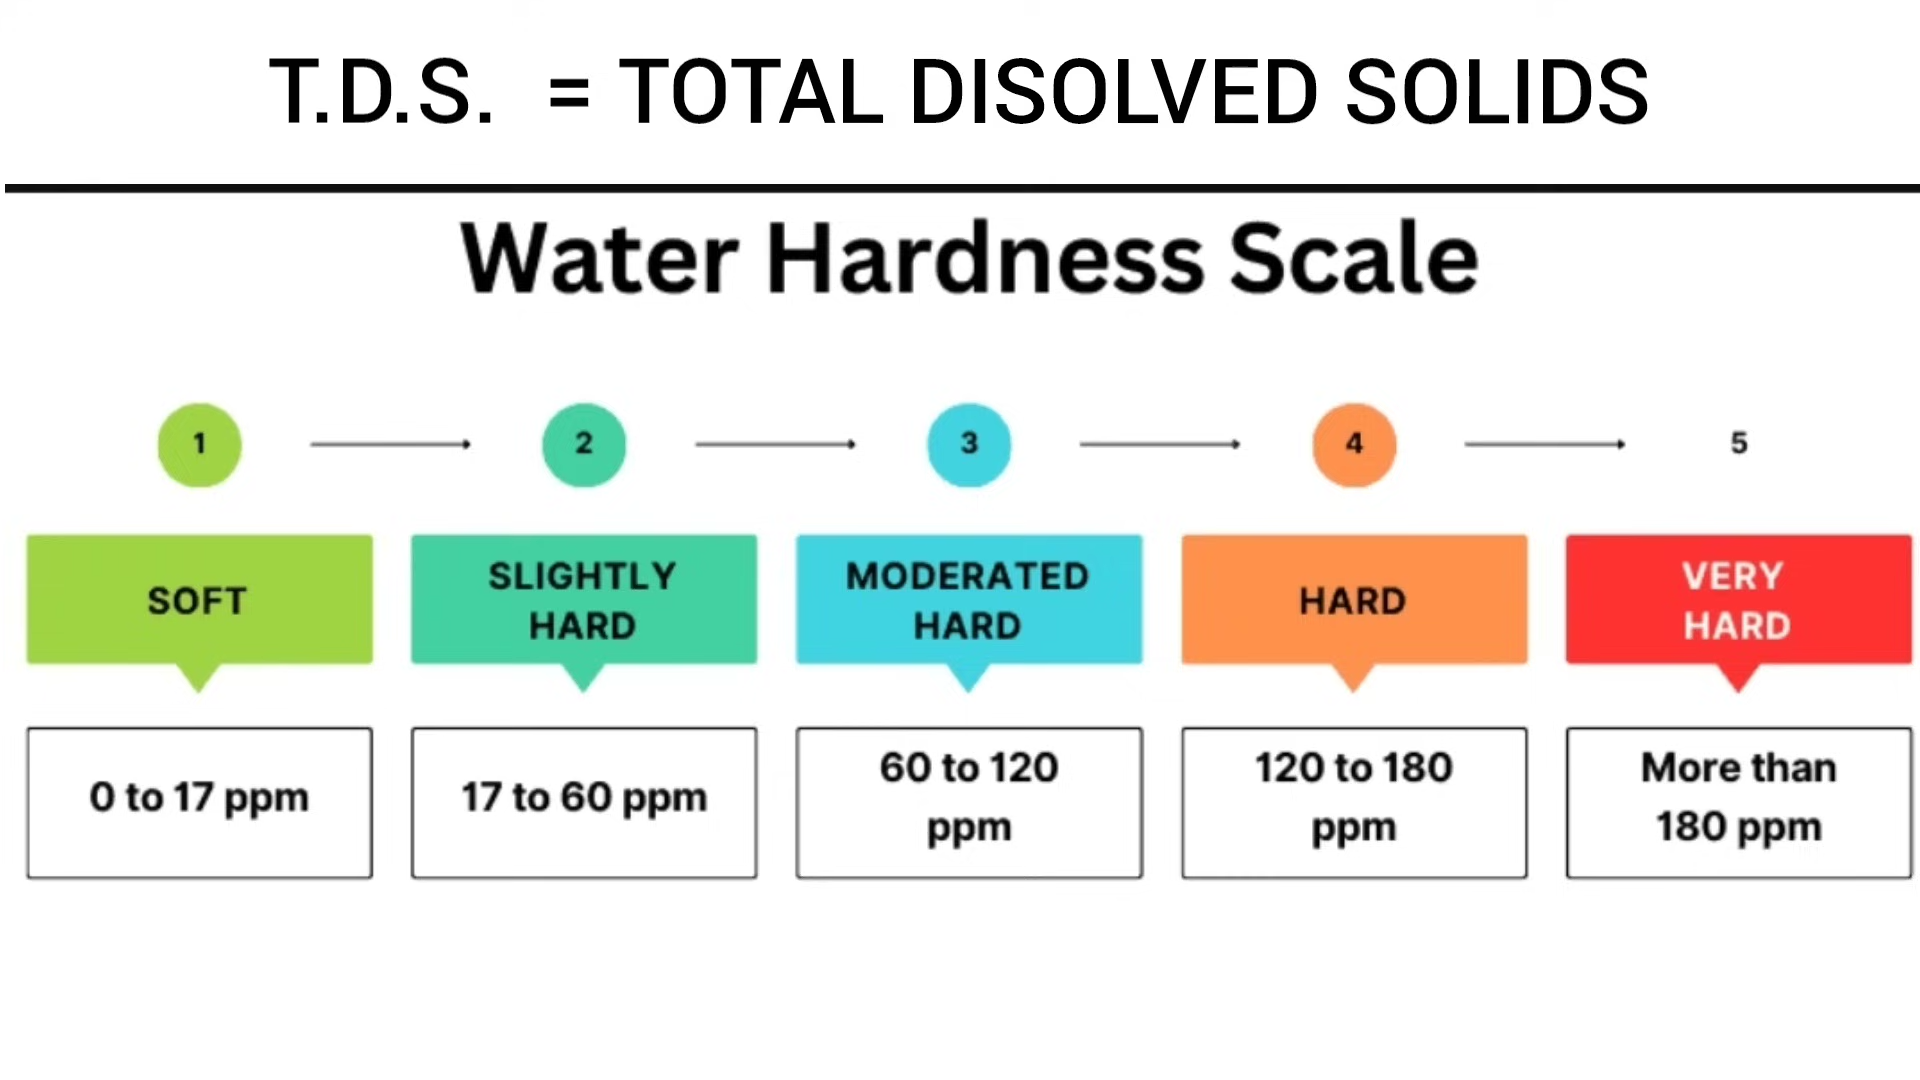 T.D.S. = TOTAL DISOLVED SOLIDS
Water Hardness Scale
1
2
3
4
5
SOFT
SLIGHTLY
HARD
MODERATED
HARD
HARD
VERY
HARD
0 to 17 ppm
17 to 60 ppm
60 to 120
ppm
120 to 180
ppm
More than
180 ppm